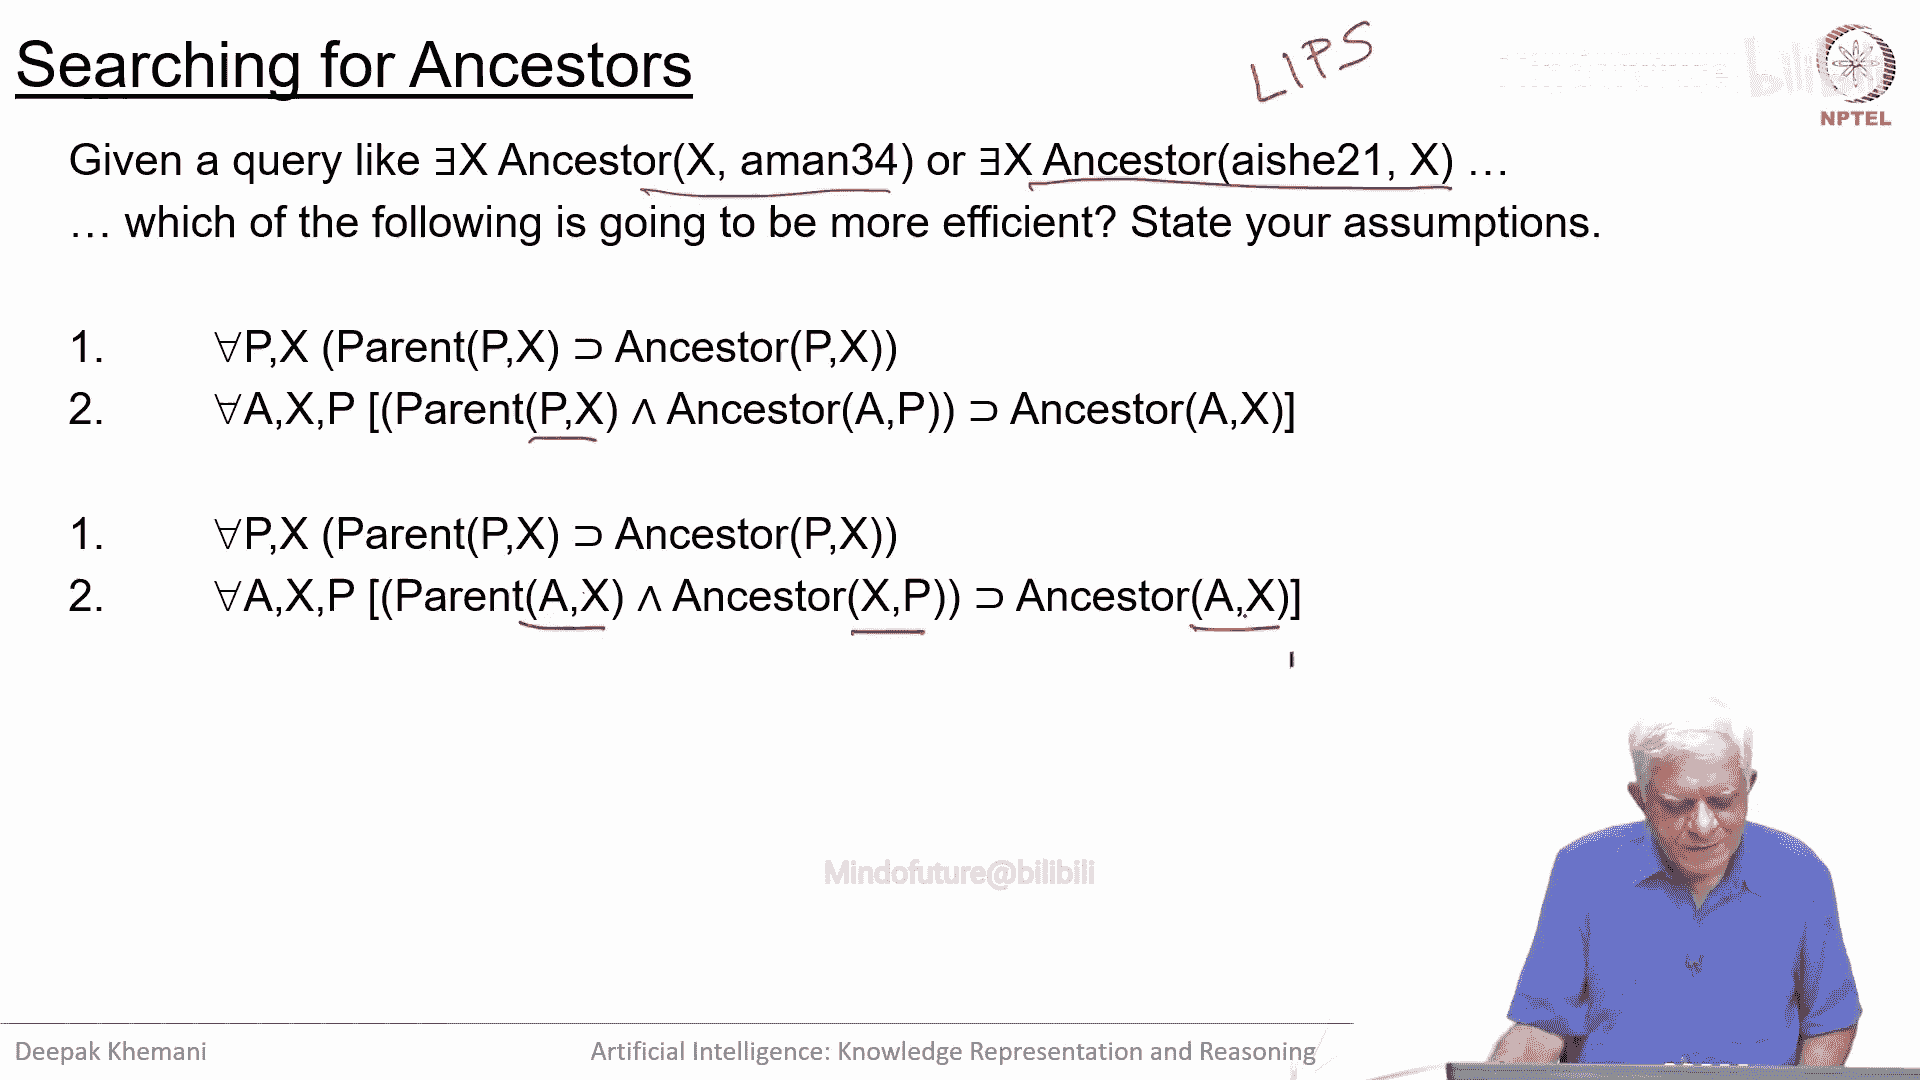 Searching for Ancestors
LIPS
NPTEL
Given a query like ∃X Ancestor(X, aman34) or ∃X Ancestor(aishe21, X) …
… which of the following is going to be more efficient? State your assumptions.
1. ∀P,X (Parent(P,X) ⊃ Ancestor(P,X))
2. ∀A,X,P [(Parent(P,X) ∧ Ancestor(A,P)) ⊃ Ancestor(A,X)]
1. ∀P,X (Parent(P,X) ⊃ Ancestor(P,X))
2. ∀A,X,P [(Parent(A,X) ∧ Ancestor(X,P)) ⊃ Ancestor(A,X)]
Mindofuture@bilibili
Deepak Khemani
Artificial Intelligence: Knowledge Representation and Reasoning